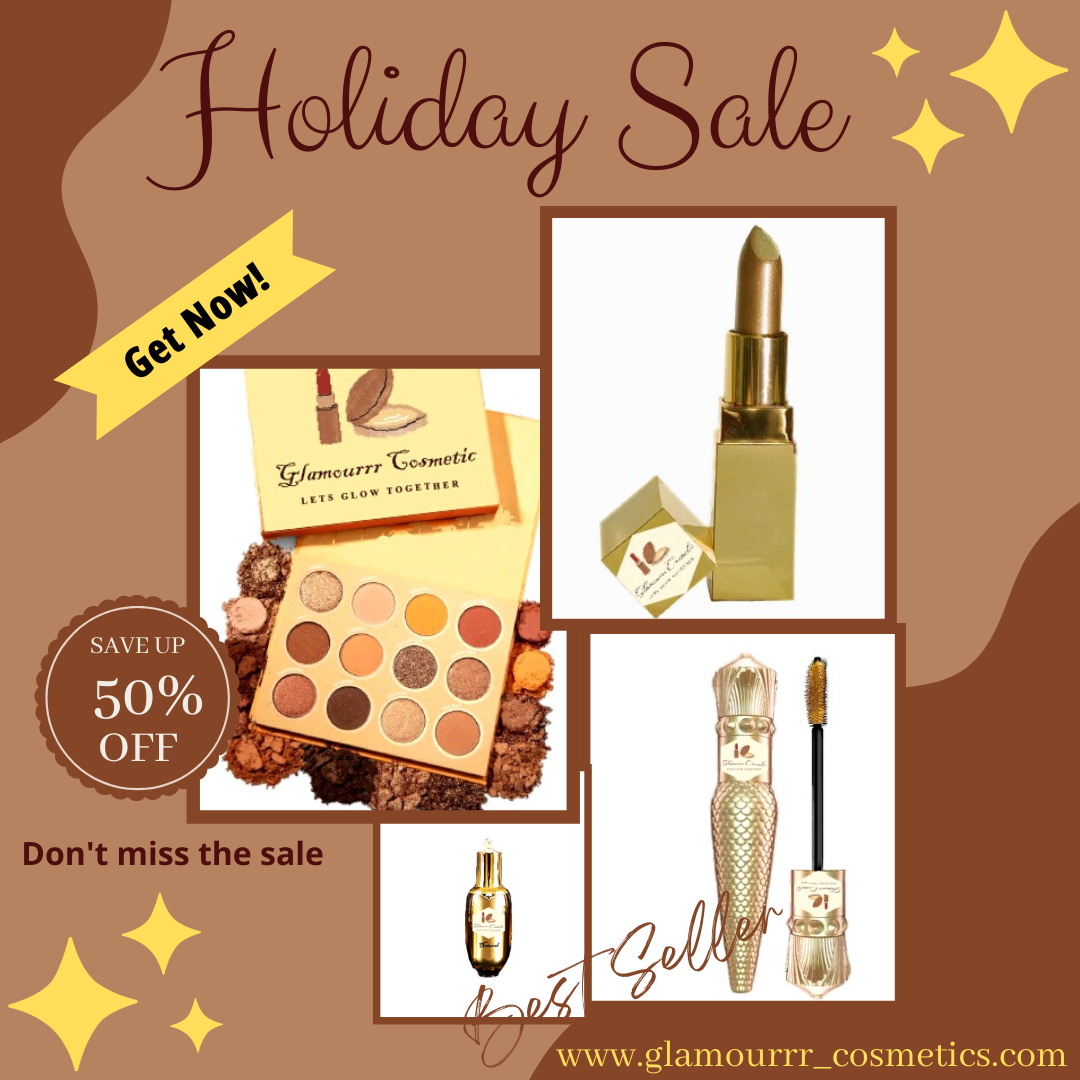 Holiday Sale
Get Now!
Glamourrr Cosmetic
LETS GLOW TOGETHER
SAVE UP
50%
OFF
Don't miss the sale
Best Seller
www.glamourrr_cosmetics.com